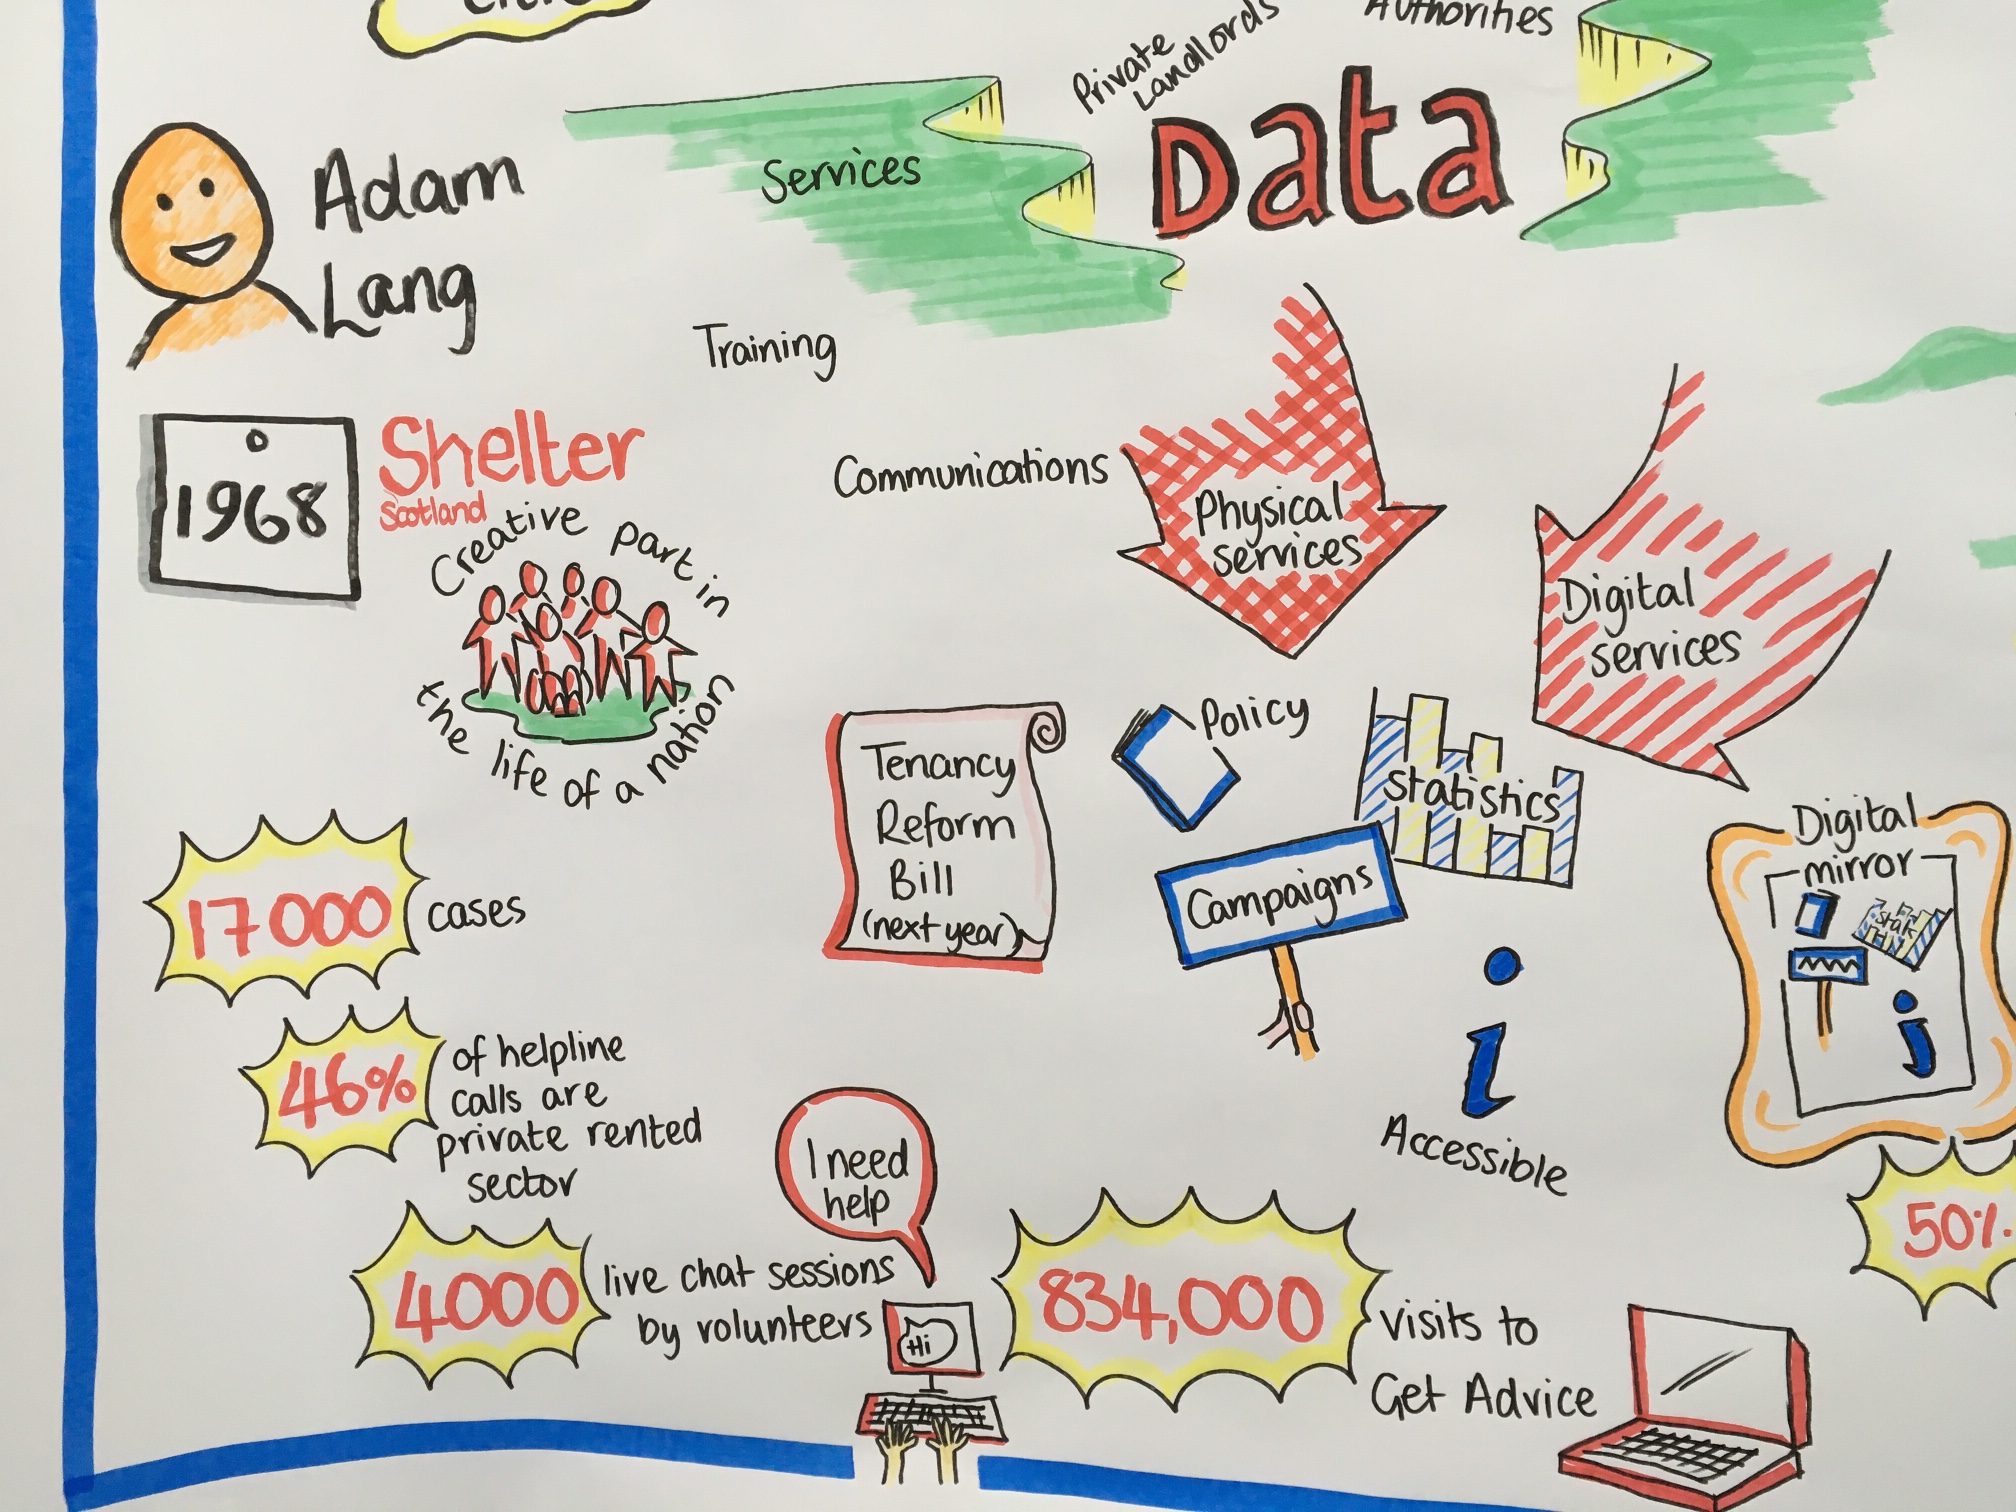 Authorities
Private
Landlords
Data
Services
Adam
Lang
Training
1968
Shelter
Scotland
Creative part in
the life of a nation
Communications
Physical
services
Digital
services
Tenancy
Reform
Bill
(next year)
Policy
Statistics
Campaigns
Digital
mirror
Stats
i
i
Accessible
17000 cases
46% of helpline
calls are
private rented
sector
I need
help
4000 live chat sessions
by volunteers
Hi
834,000 visits to
Get Advice
50%